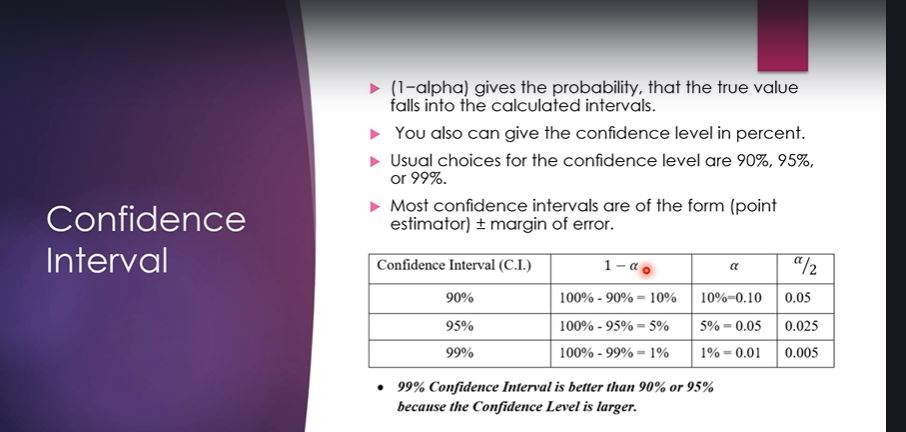 Confidence
Interval
(1–alpha) gives the probability, that the true value
falls into the calculated intervals.
You also can give the confidence level in percent.
Usual choices for the confidence level are 90%, 95%,
or 99%.
Most confidence intervals are of the form (point
estimator) ± margin of error.
Confidence Interval (C.I.) 1 – α α α/2
90% 100% - 90% = 10% 10%=0.10 0.05
95% 100% - 95% = 5% 5% = 0.05 0.025
99% 100% - 99% = 1% 1% = 0.01 0.005
• 99% Confidence Interval is better than 90% or 95%
because the Confidence Level is larger.